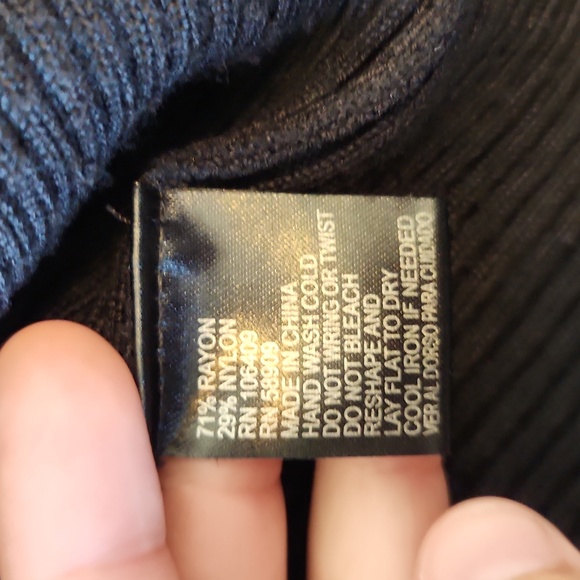 71% RAYON
29% NYLON
RN 106409
RN 58909
MADE IN CHINA
HAND WASH COLD
DO NOT WRING OR TWIST
DO NOT BLEACH
RESHAPE AND
LAY FLAT TO DRY
COOL IRON IF NEEDED
VER AL DORSO PARA CUIDADO